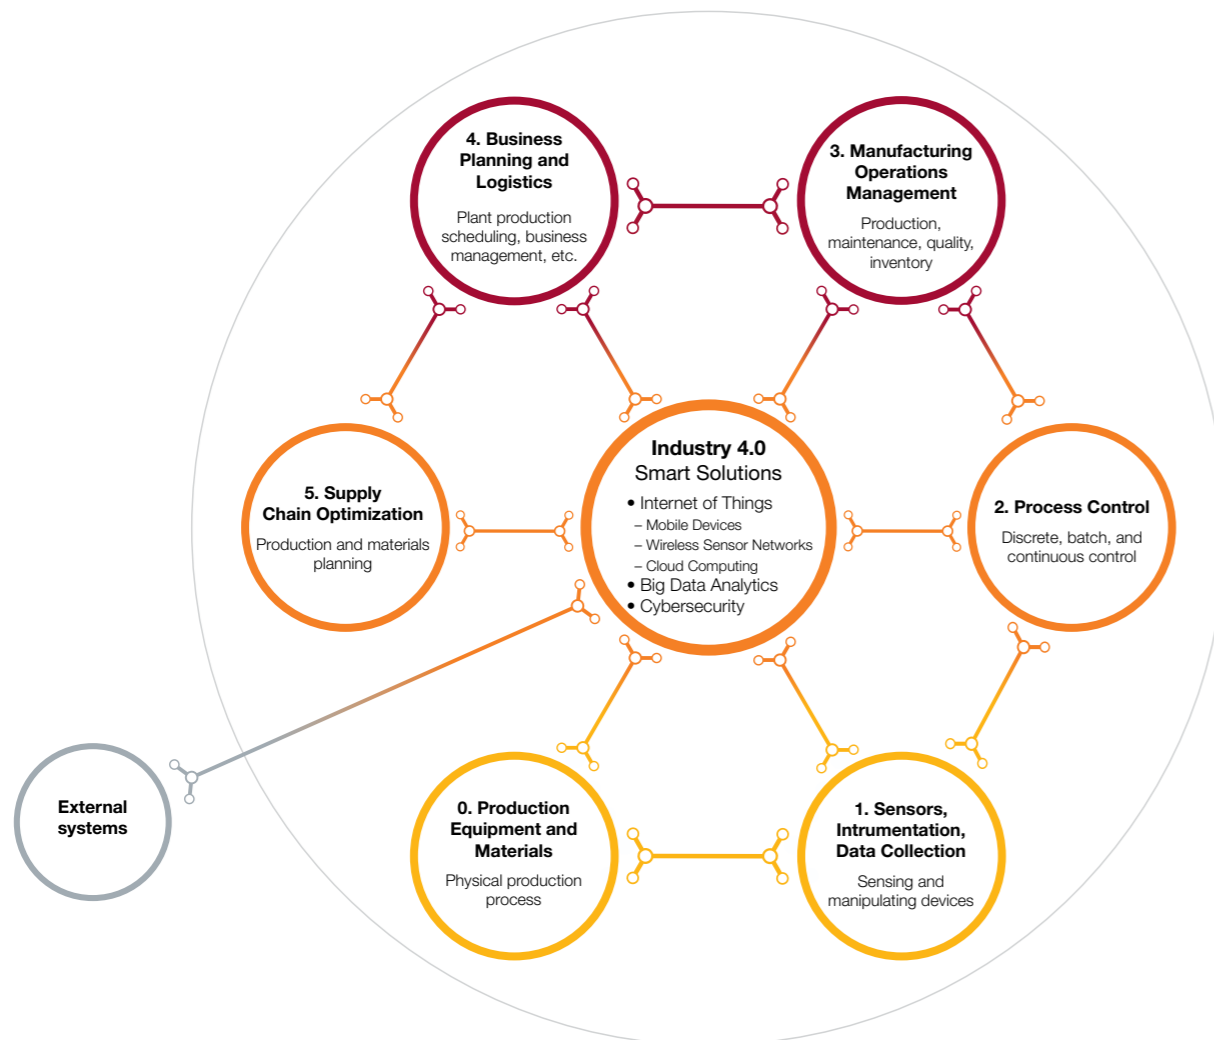 4. Business
Planning and
Logistics
Plant production
scheduling, business
management, etc.
3. Manufacturing
Operations
Management
Production,
maintenance, quality,
inventory
5. Supply
Chain Optimization
Production and materials
planning
Industry 4.0
Smart Solutions
• Internet of Things
– Mobile Devices
– Wireless Sensor Networks
– Cloud Computing
• Big Data Analytics
• Cybersecurity
2. Process Control
Discrete, batch, and
continuous control
External
systems
0. Production
Equipment and
Materials
Physical production
process
1. Sensors,
Intrumentation,
Data Collection
Sensing and
manipulating devices